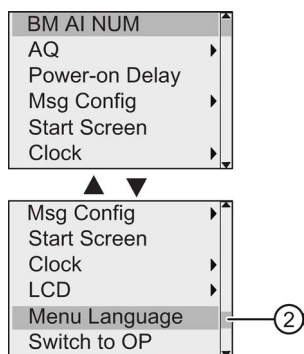 BM AI NUM
AQ
Power-on Delay
Msg Config
Start Screen
Clock
Msg Config
Start Screen
Clock
LCD
Menu Language
2
Switch to OP